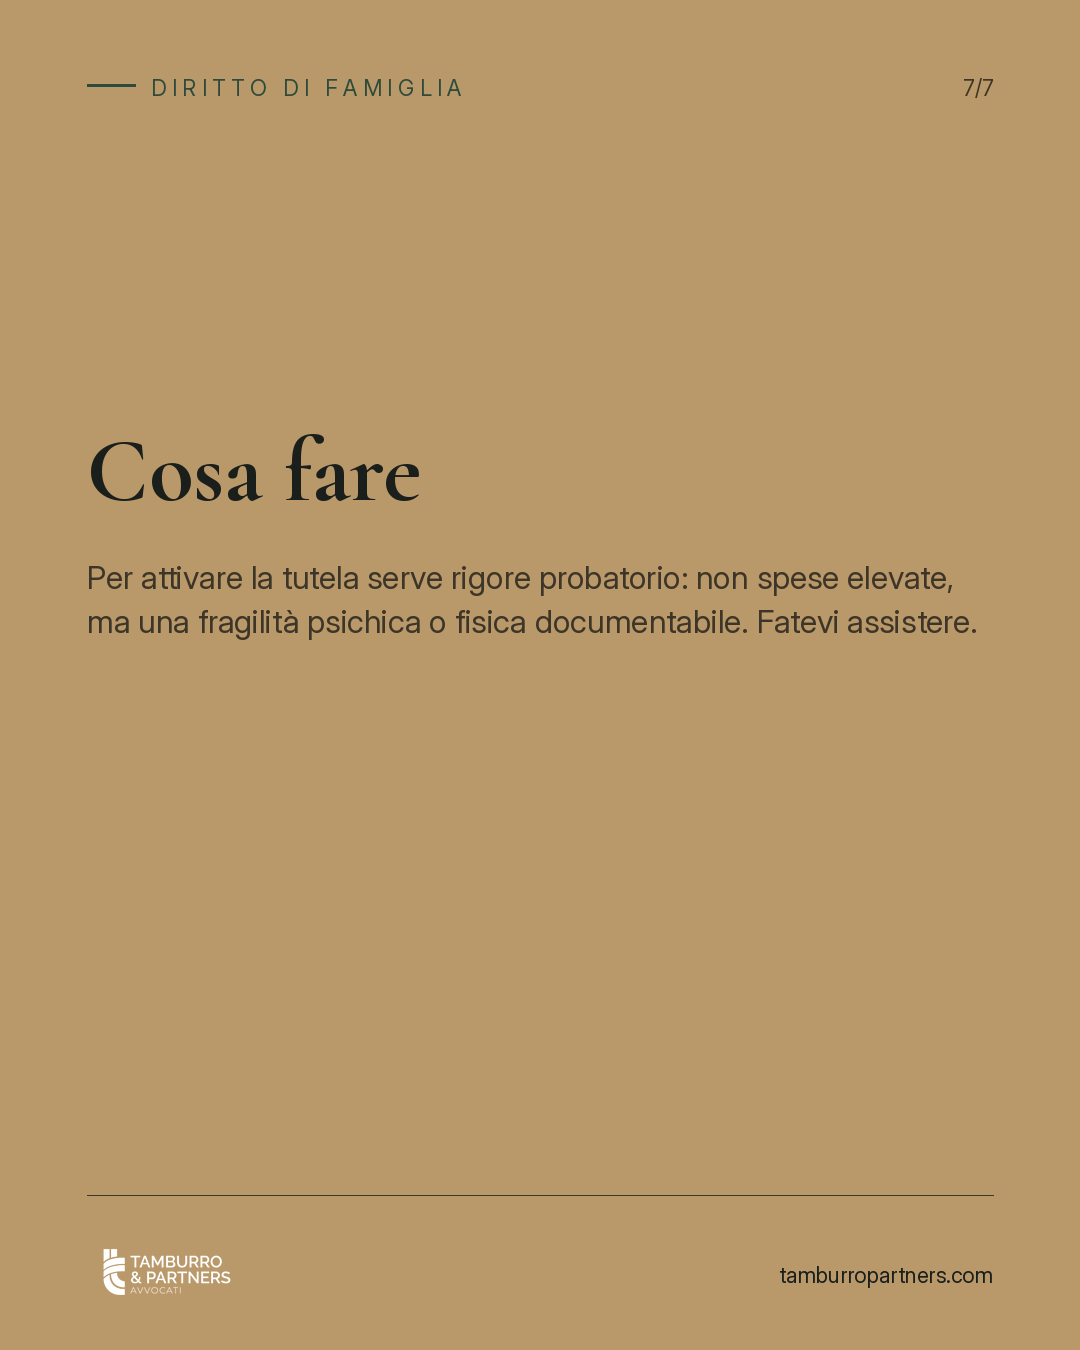 DIRITTO DI FAMIGLIA
7/7
Cosa fare
Per attivare la tutela serve rigore probatorio: non spese elevate,
ma una fragilità psichica o fisica documentabile. Fatevi assistere.
TAMBURRO
& PARTNERS
AVVOCATI
tamburropartners.com